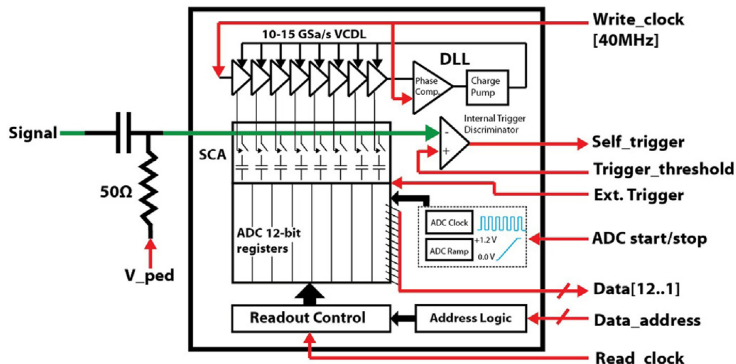 Write_clock
[40MHz]
10-15 GSa/s VCDL
DLL
Phase
Comp.
Charge
Pump
Signal
Internal Trigger
Discriminator
-
+
Self_trigger
SCA
Trigger_threshold
50Ω
Ext. Trigger
ADC 12-bit
registers
ADC Clock
ADC Ramp
+1.2 V
0.0 V
ADC start/stop
V_ped
Data[12..1]
Readout Control
Address Logic
Data_address
Read_clock